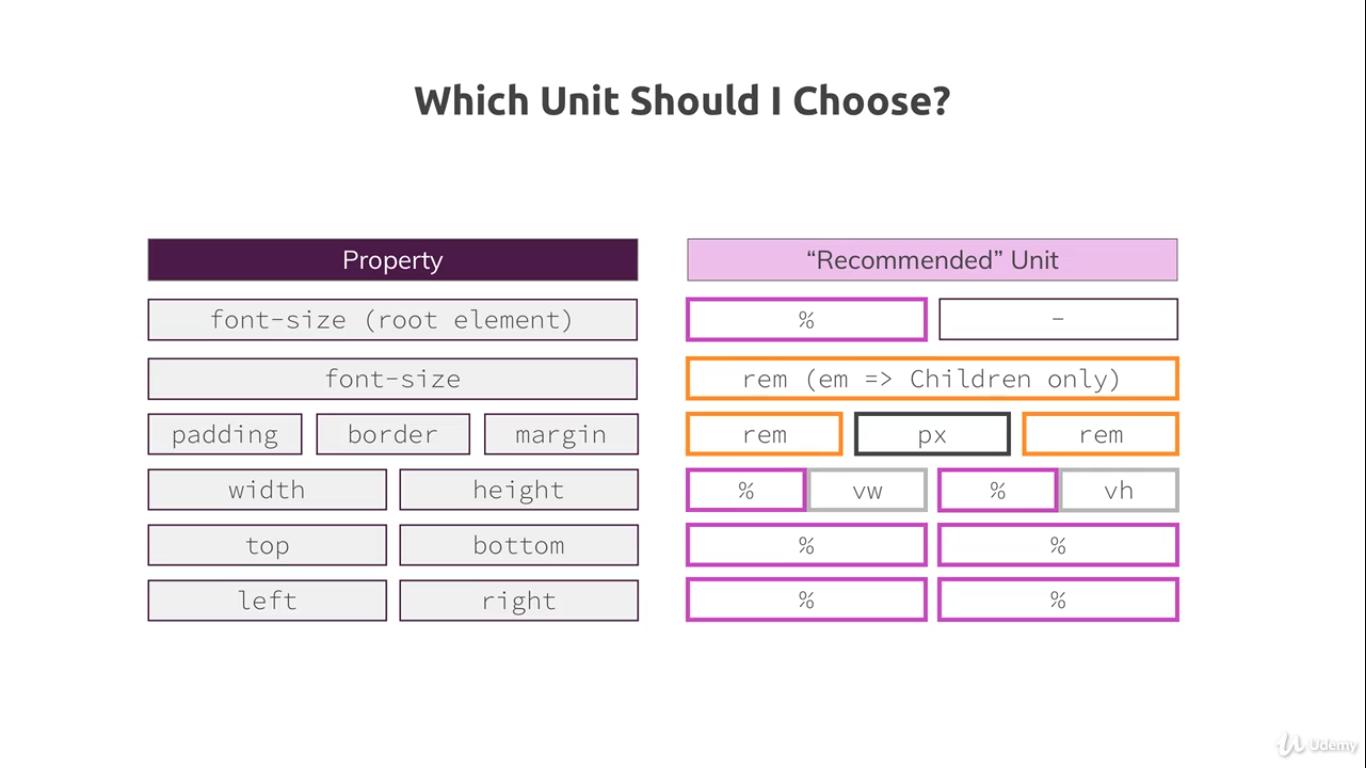 Which Unit Should I Choose?
Property “Recommended” Unit
font-size (root element) % –
font-size rem (em => Children only)
padding border margin rem px rem
width height % vw % vh
top bottom % %
left right % %
Udemy